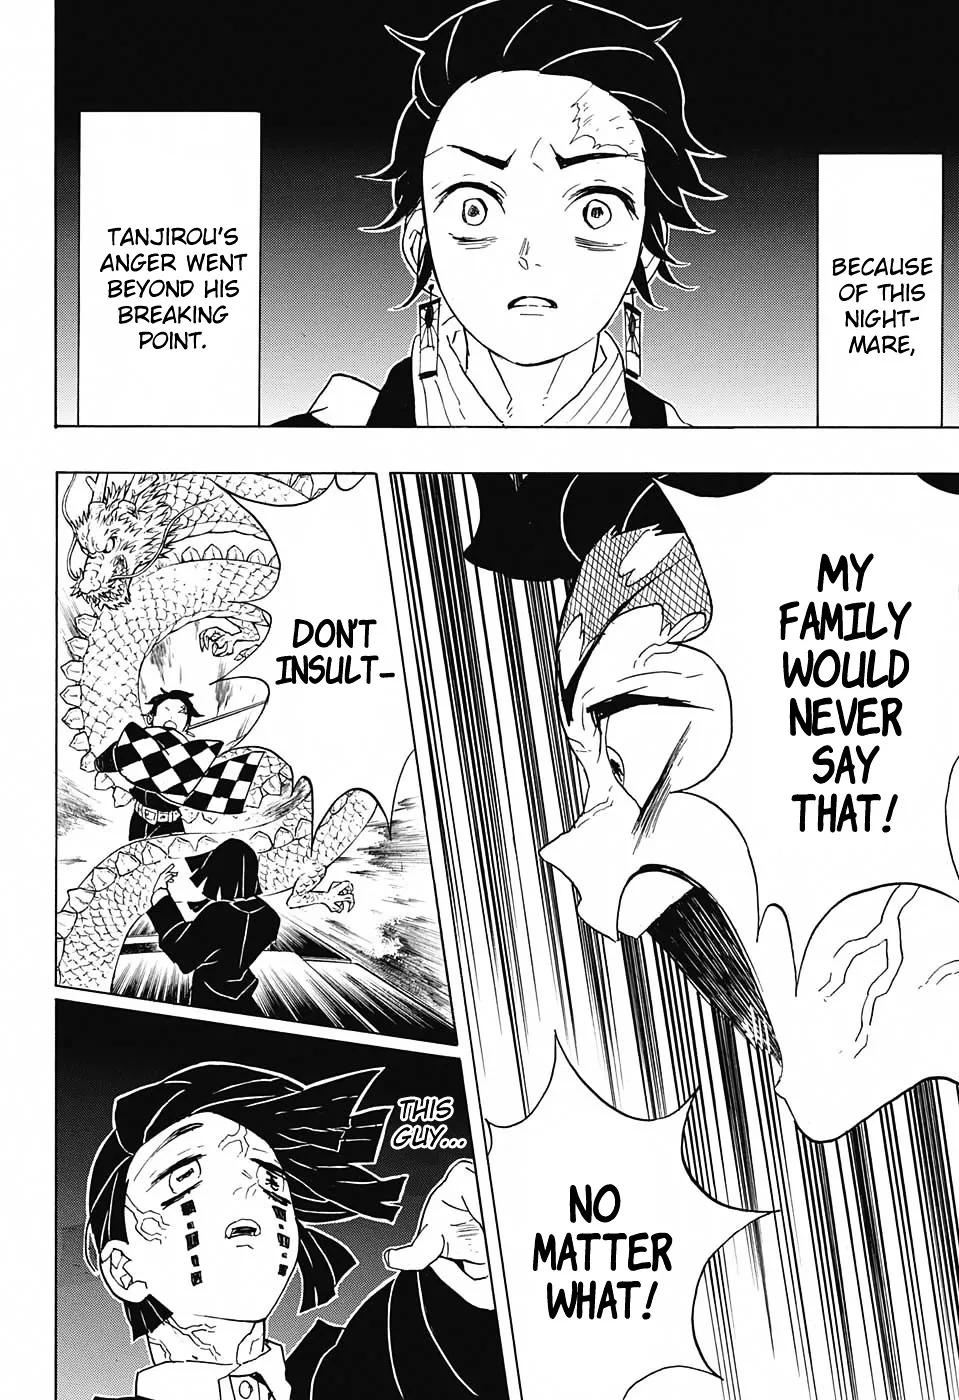 BECAUSE
OF THIS
NIGHT-
MARE,
TANJIROU'S
ANGER WENT
BEYOND HIS
BREAKING
POINT.
MY
FAMILY
WOULD
NEVER
SAY
THAT!
NO
MATTER
WHAT!
DON'T
INSULT-
THIS
GUY...